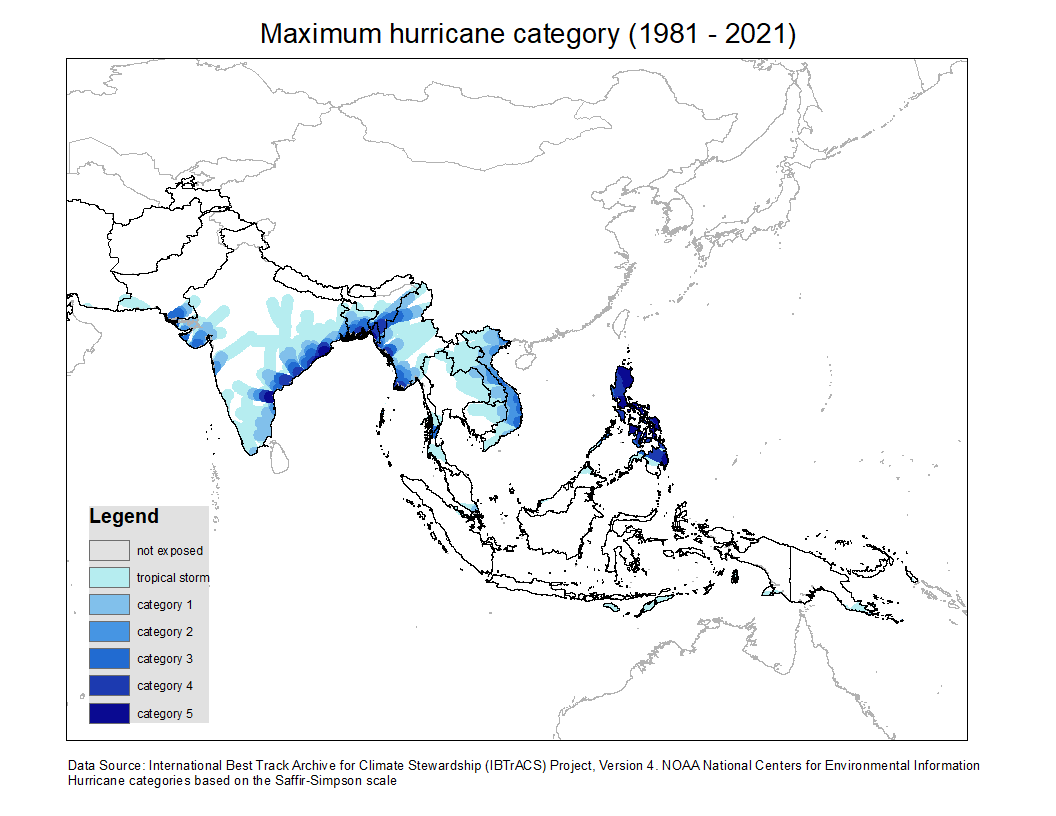 Maximum hurricane category (1981 - 2021)
Legend
not exposed
tropical storm
category 1
category 2
category 3
category 4
category 5
Data Source: International Best Track Archive for Climate Stewardship (IBTrACS) Project, Version 4. NOAA National Centers for Environmental Information
Hurricane categories based on the Saffir-Simpson scale